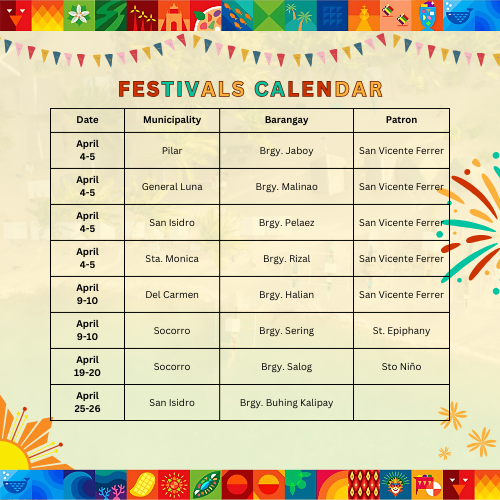 FESTIVALS CALENDAR
Date Municipality Barangay Patron
April 4-5 Pilar Brgy. Jaboy San Vicente Ferrer
April 4-5 General Luna Brgy. Malinao San Vicente Ferrer
April 4-5 San Isidro Brgy. Pelaez San Vicente Ferrer
April 4-5 Sta. Monica Brgy. Rizal San Vicente Ferrer
April 9-10 Del Carmen Brgy. Halian San Vicente Ferrer
April 9-10 Socorro Brgy. Sering St. Epiphany
April 19-20 Socorro Brgy. Salog Sto Niño
April 25-26 San Isidro Brgy. Buhing Kalipay